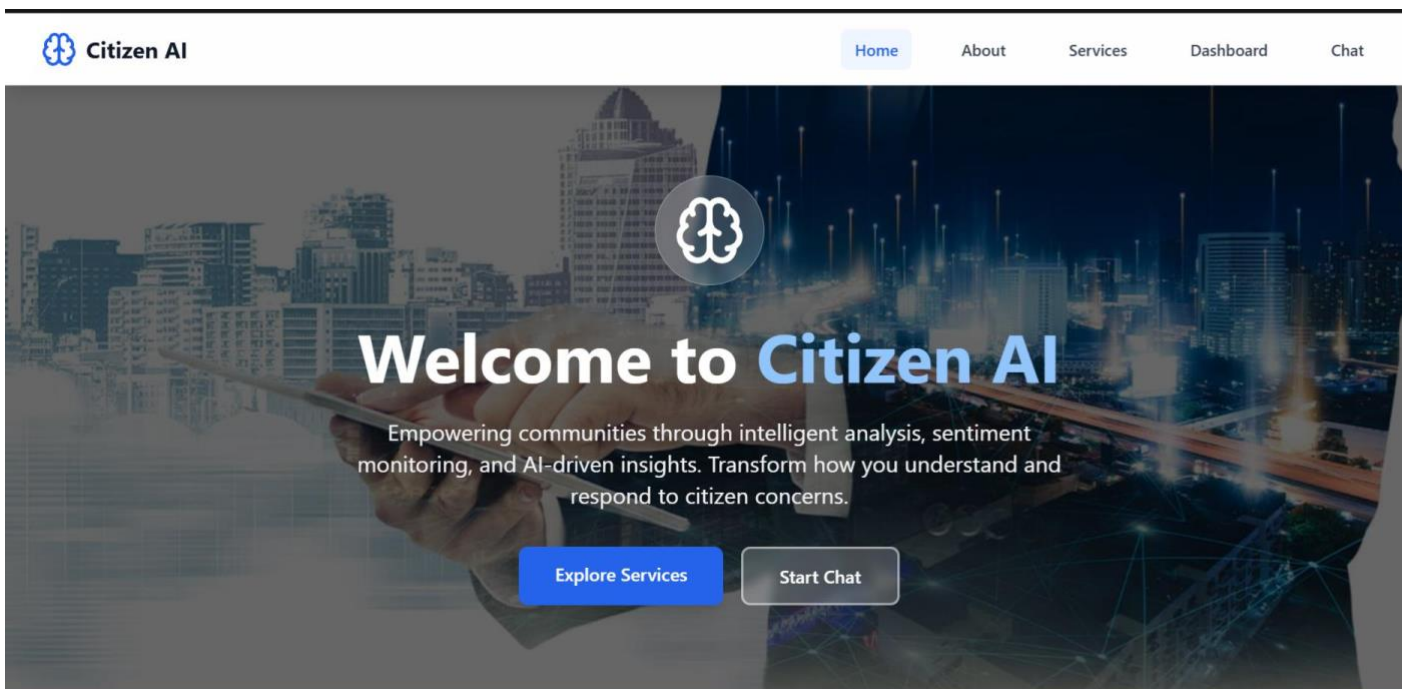 Citizen AI
Home
About
Services
Dashboard
Chat
Welcome to Citizen AI
Empowering communities through intelligent analysis, sentiment
monitoring, and AI-driven insights. Transform how you understand and
respond to citizen concerns.
Explore Services
Start Chat